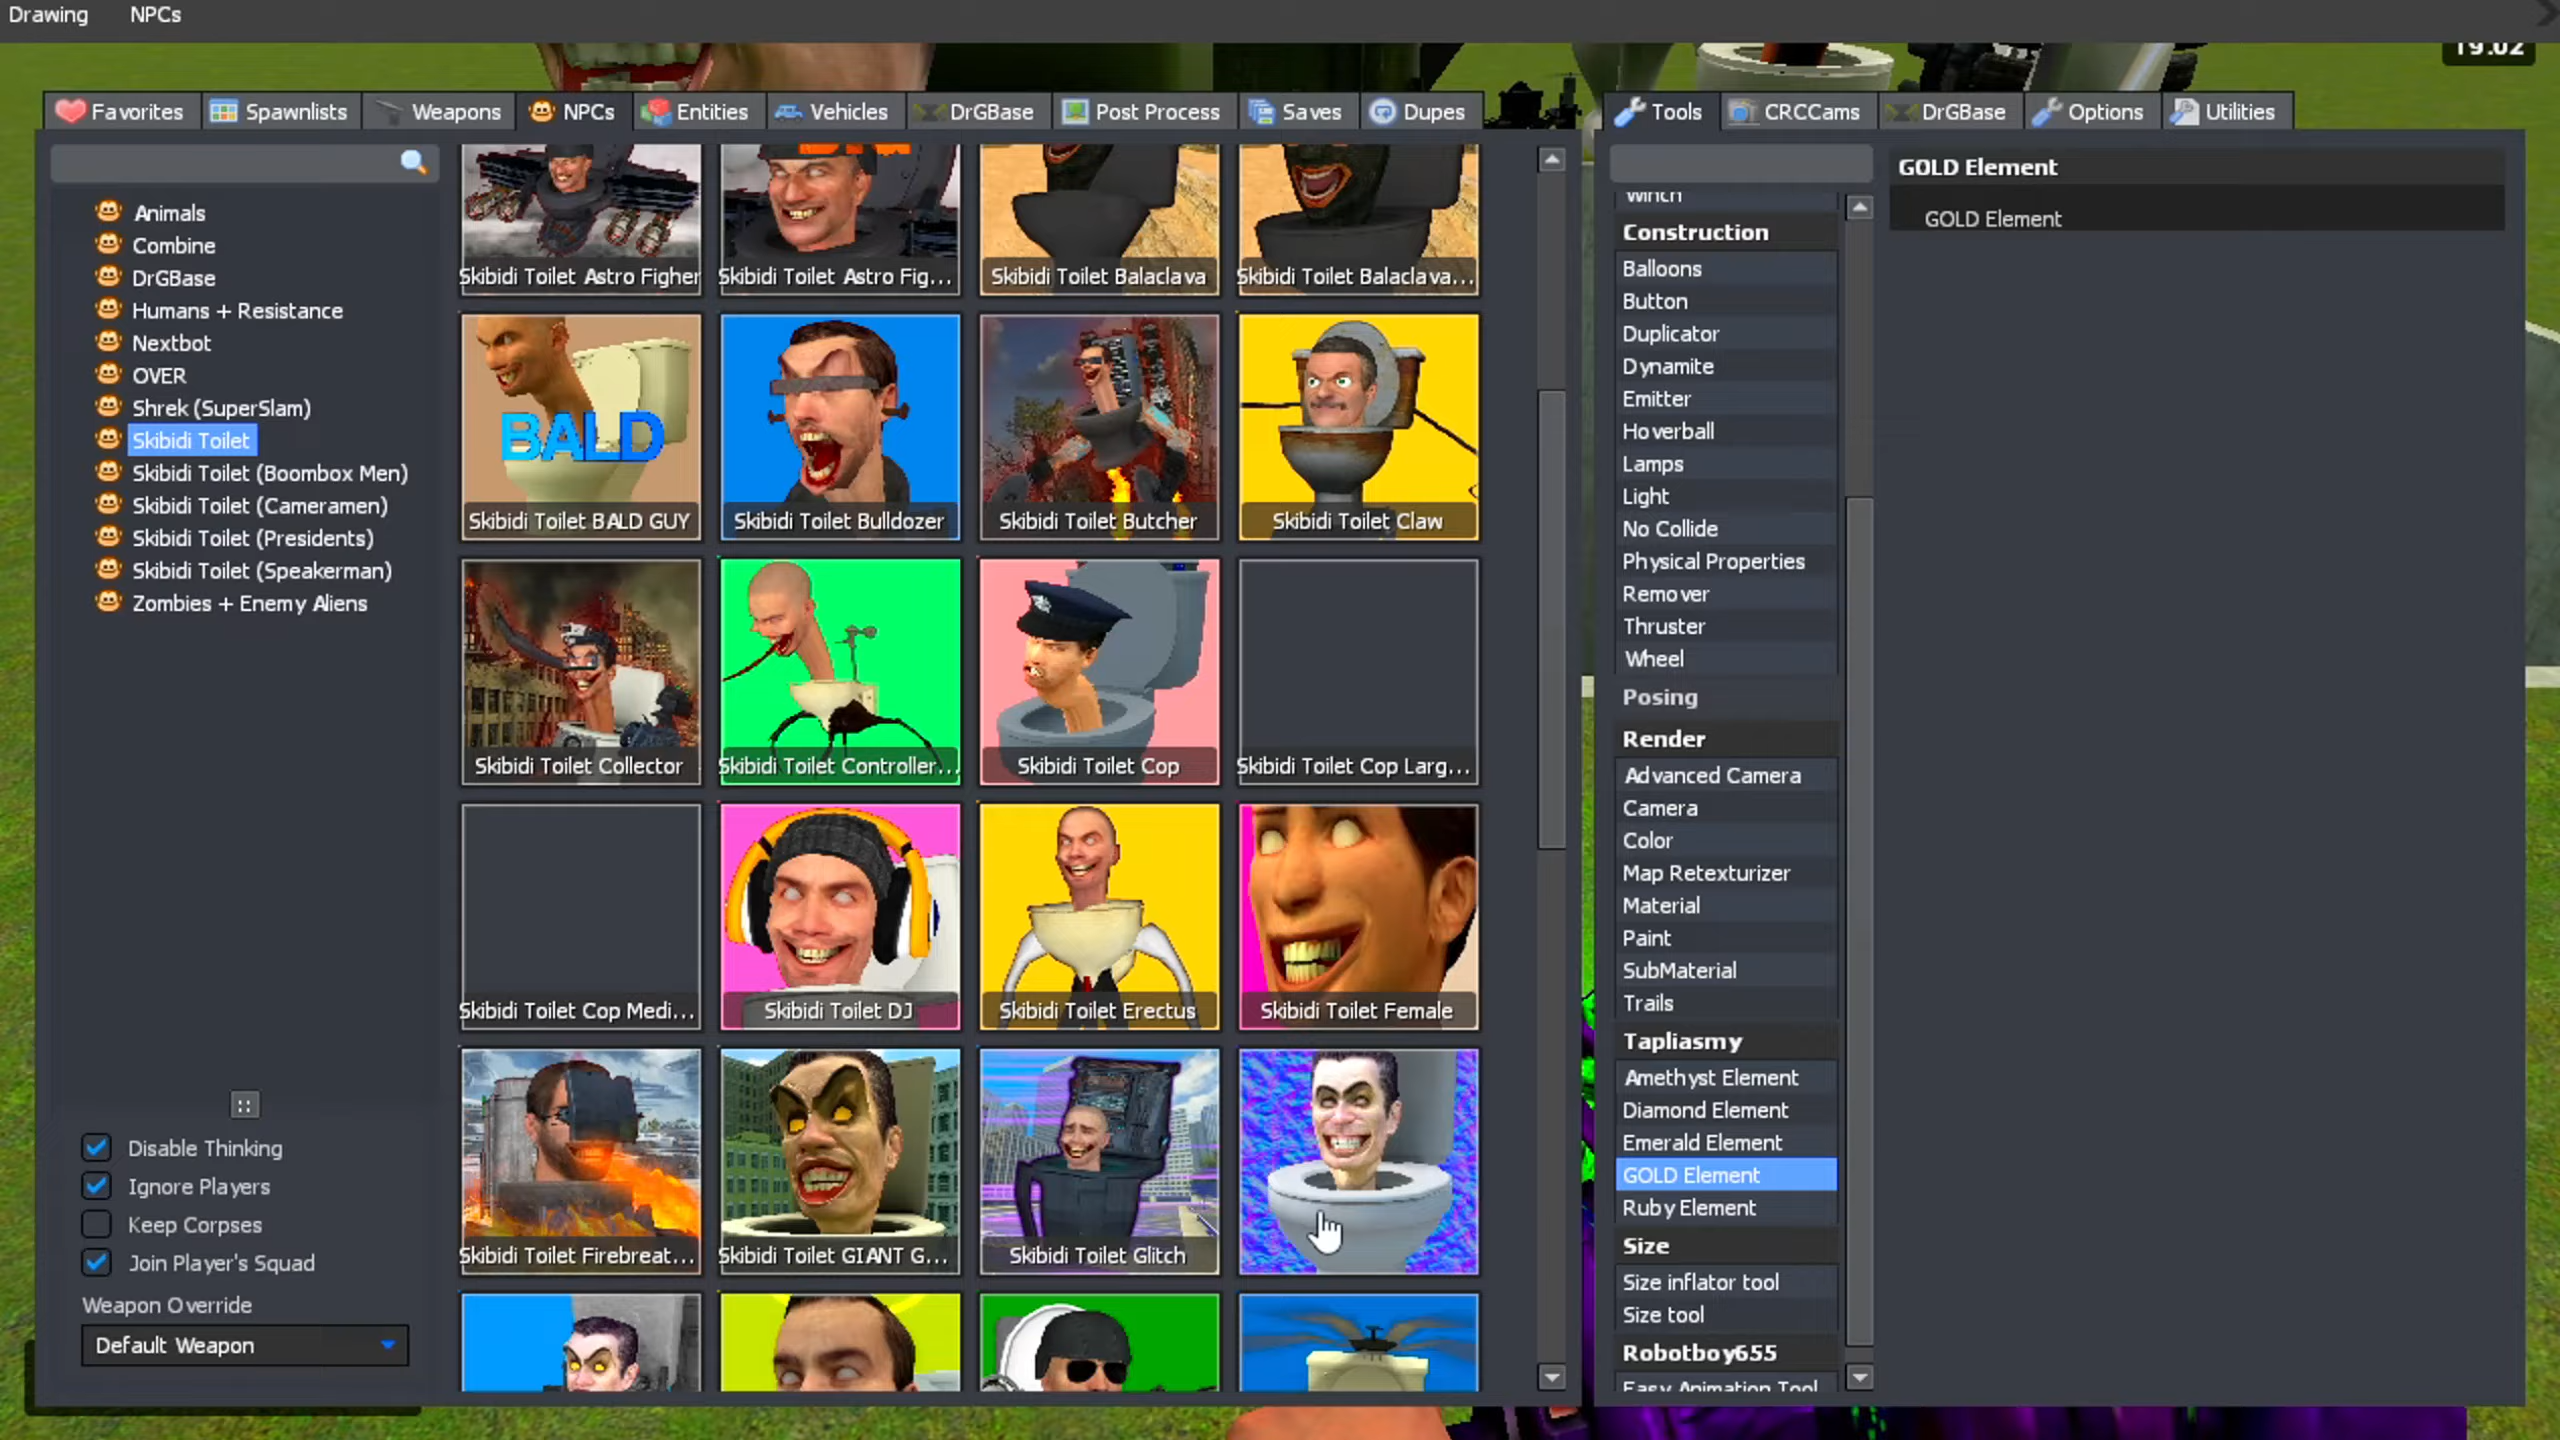 Drawing NPCs
19:02
Favorites Spawnlists Weapons NPCs Entities Vehicles DrGBase Post Process Saves Dupes
Tools CRCCams DrGBase Options Utilities
Animals
Combine
DrGBase
Humans + Resistance
Nextbot
OVER
Shrek (SuperSlam)
Skibidi Toilet
Skibidi Toilet (Boombox Men)
Skibidi Toilet (Cameramen)
Skibidi Toilet (Presidents)
Skibidi Toilet (Speakerman)
Zombies + Enemy Aliens
Disable Thinking
Ignore Players
Keep Corpses
Join Player's Squad
Weapon Override
Default Weapon
Skibidi Toilet Astro Figher
Skibidi Toilet Astro Fig...
Skibidi Toilet Balaclava
Skibidi Toilet Balaclava...
BALD
Skibidi Toilet BALD GUY
Skibidi Toilet Bulldozer
Skibidi Toilet Butcher
Skibidi Toilet Claw
Skibidi Toilet Collector
Skibidi Toilet Controller...
Skibidi Toilet Cop
Skibidi Toilet Cop Larg...
Skibidi Toilet Cop Medi...
Skibidi Toilet DJ
Skibidi Toilet Erectus
Skibidi Toilet Female
Skibidi Toilet Firebreat...
Skibidi Toilet GIANT G...
Skibidi Toilet Glitch
Winch
Construction
Balloons
Button
Duplicator
Dynamite
Emitter
Hoverball
Lamps
Light
No Collide
Physical Properties
Remover
Thruster
Wheel
Posing
Render
Advanced Camera
Camera
Color
Map Retexturizer
Material
Paint
SubMaterial
Trails
Tapliasmy
Amethyst Element
Diamond Element
Emerald Element
GOLD Element
Ruby Element
Size
Size inflator tool
Size tool
Robotboy655
Easy Animation Tool
GOLD Element
GOLD Element